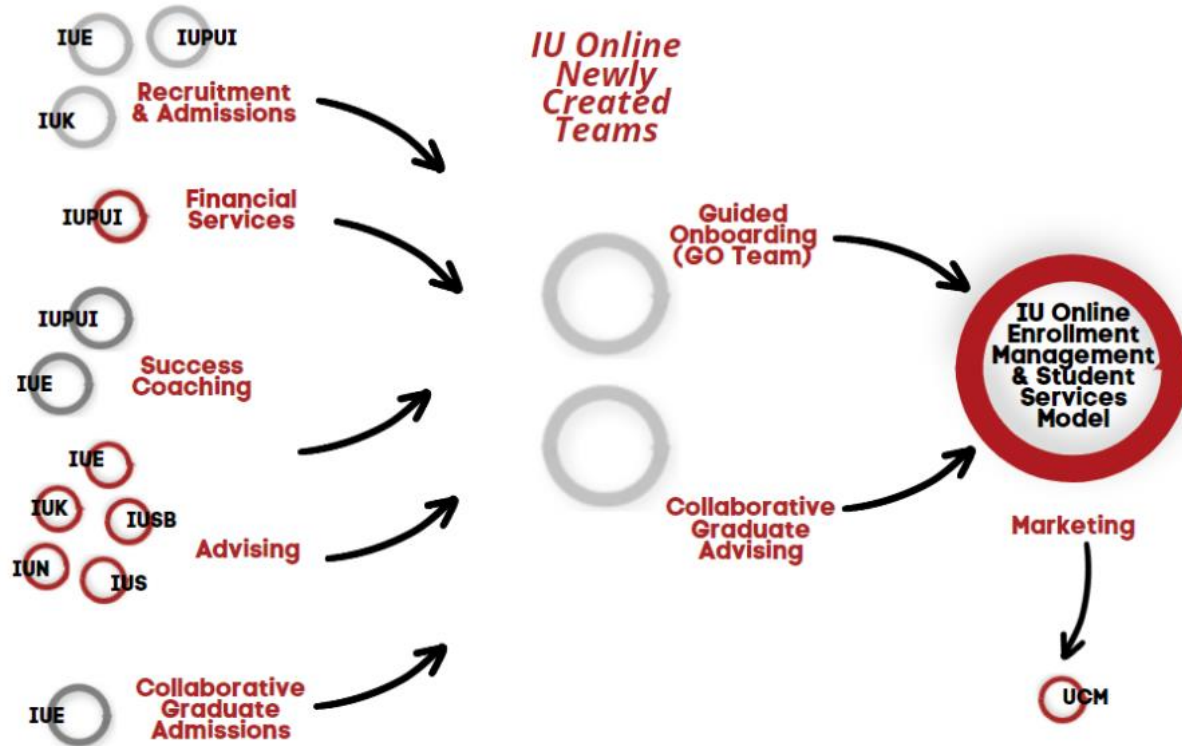 IUE
IUPUI
IUK
Recruitment
& Admissions
IUPUI
Financial
Services
IUPUI
IUE
Success
Coaching
IUE
IUK
IUSB
IUN
IUS
Advising
IUE
Collaborative
Graduate
Admissions
IU Online
Newly
Created
Teams
Guided
Onboarding
(GO Team)
Collaborative
Graduate
Advising
IU Online
Enrollment
Management
& Student
Services
Model
Marketing
UCM